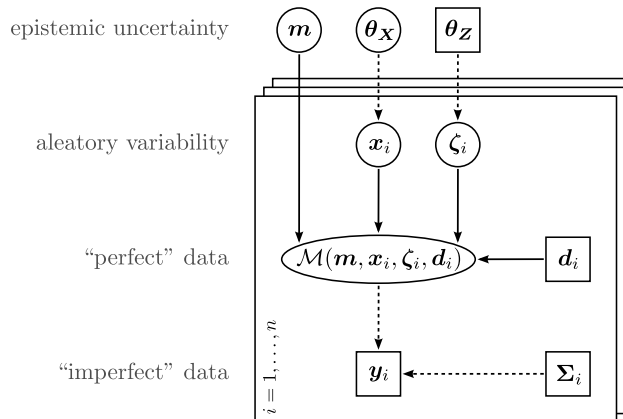 epistemic uncertainty m θ_X θ_Z
aleatory variability x_i ζ_i
“perfect” data ℳ(m, x_i, ζ_i, d_i) d_i
“imperfect” data y_i Σ_i
i = 1, . . . , n